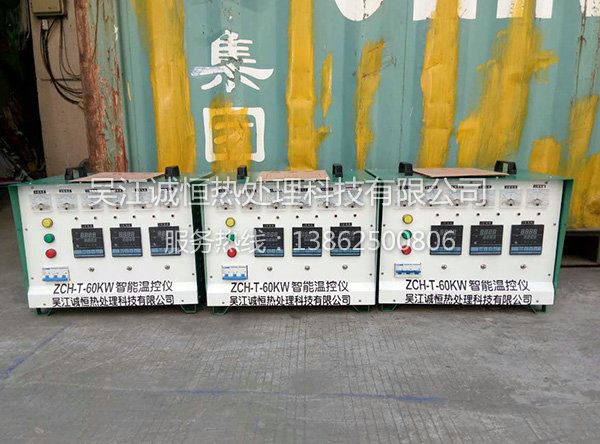 集
团
吴江诚恒热处理科技有限公司
服务热线 13862500806
ZCH-T-60KW 智能温控仪
吴江诚恒热处理科技有限公司
ZCH-T-60KW 智能温控仪
吴江诚恒热处理科技有限公司
ZCH-T-60KW 智能温控仪
吴江诚恒热处理科技有限公司